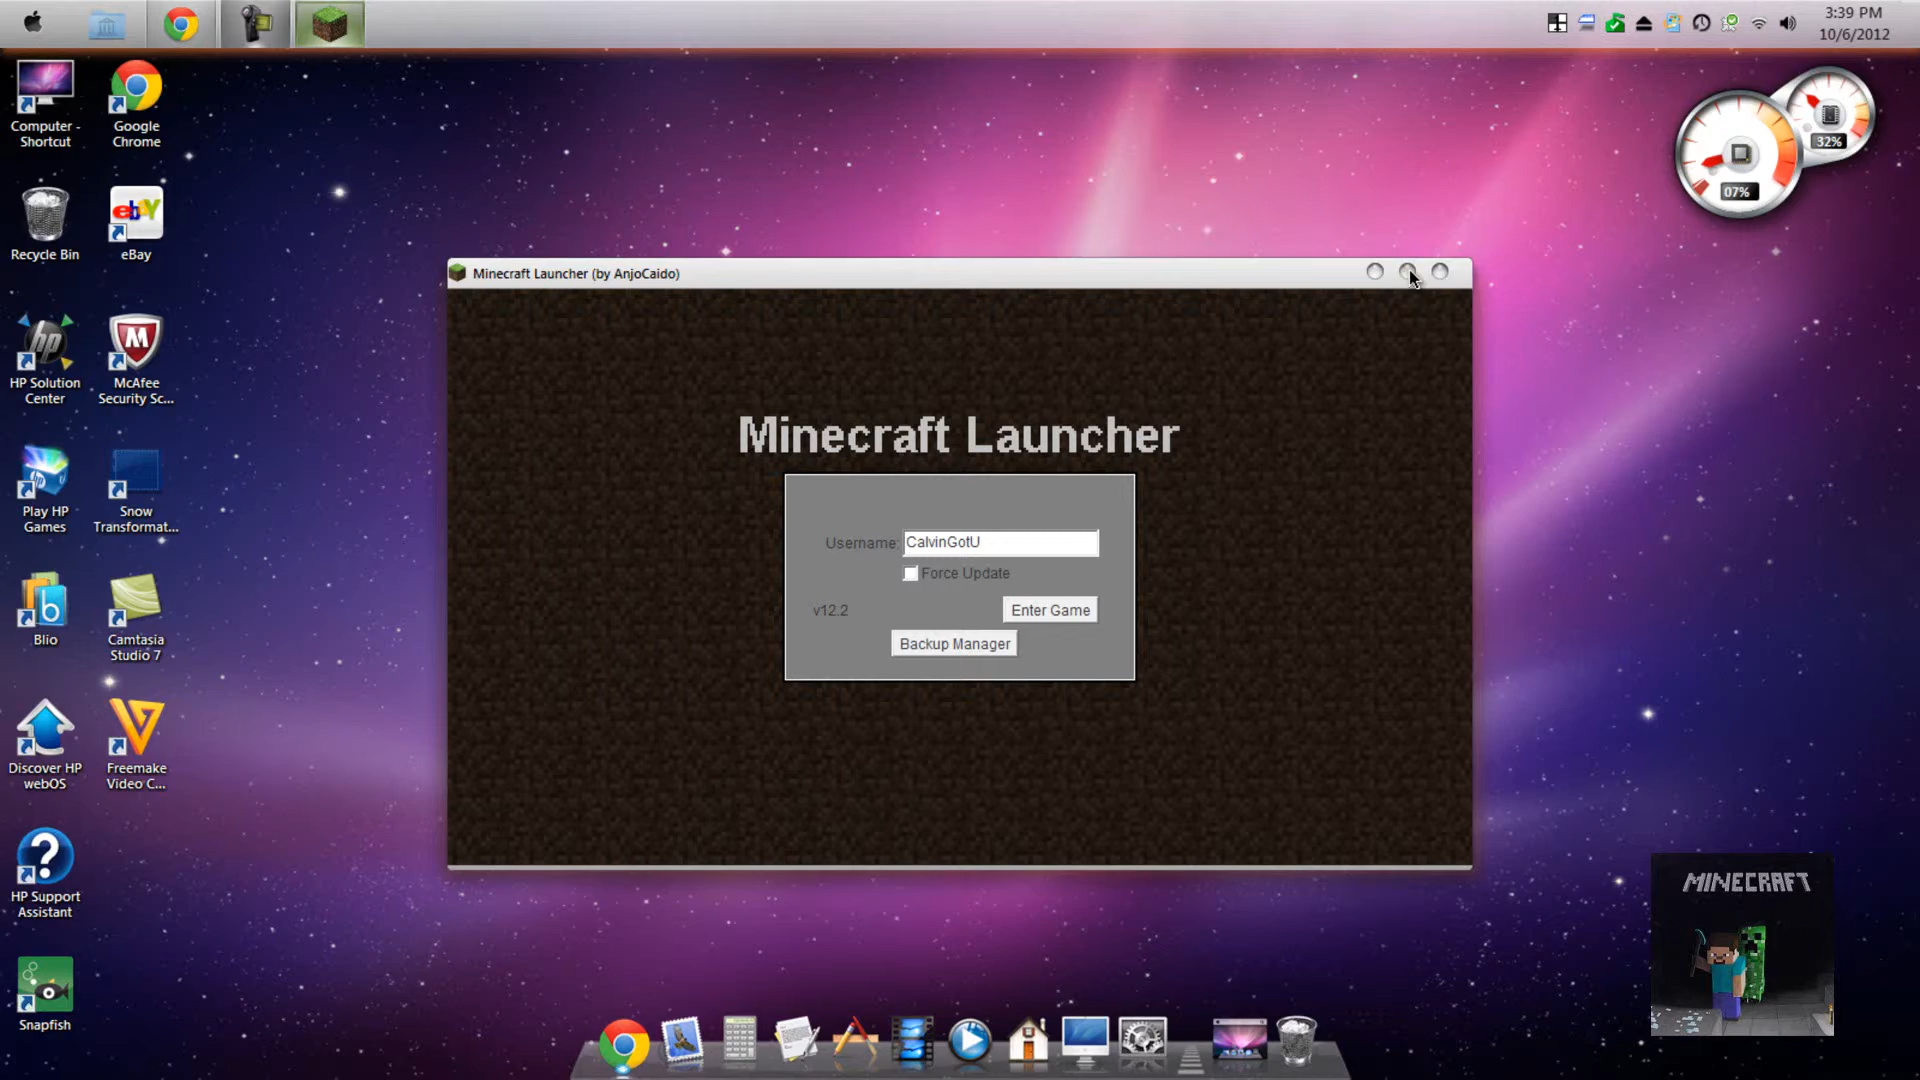 3:39 PM
10/6/2012
Computer -
Shortcut
Google
Chrome
32%
07%
Recycle Bin
ebY
eBay
Minecraft Launcher (by AnjoCaido)
hp
HP Solution
Center
McAfee
Security Sc...
Minecraft Launcher
Play HP
Games
Snow
Transformat...
Username:
CalvinGotU
Force Update
v12.2
Enter Game
Backup Manager
b
Blio
Camtasia
Studio 7
Discover HP
webOS
Freemake
Video C...
HP Support
Assistant
MINECRAFT
Snapfish